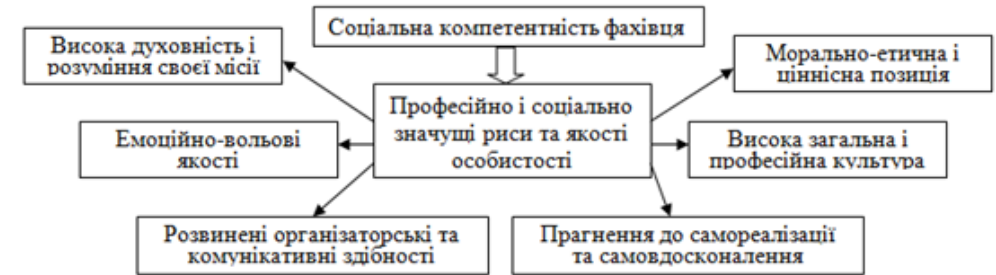 Соціальна компетентність фахівця
Висока духовність і
розуміння своєї місії
Морально-етична і
ціннісна позиція
Професійно і соціально
значущі риси та якості
особистості
Емоційно-вольові
якості
Висока загальна і
професійна культура
Розвинені організаторські та
комунікативні здібності
Прагнення до самореалізації
та самовдосконалення